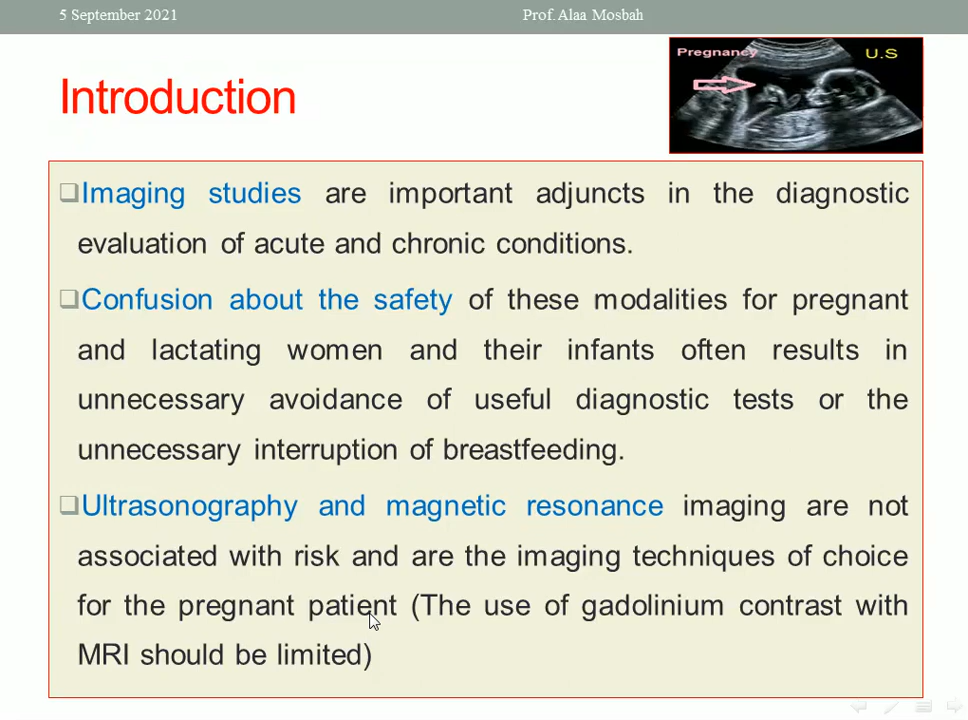 5 September 2021
Prof. Alaa Mosbah
Pregnancy
U.S
Introduction
Imaging studies are important adjuncts in the diagnostic
evaluation of acute and chronic conditions.
Confusion about the safety of these modalities for pregnant
and lactating women and their infants often results in
unnecessary avoidance of useful diagnostic tests or the
unnecessary interruption of breastfeeding.
Ultrasonography and magnetic resonance imaging are not
associated with risk and are the imaging techniques of choice
for the pregnant patient (The use of gadolinium contrast with
MRI should be limited)